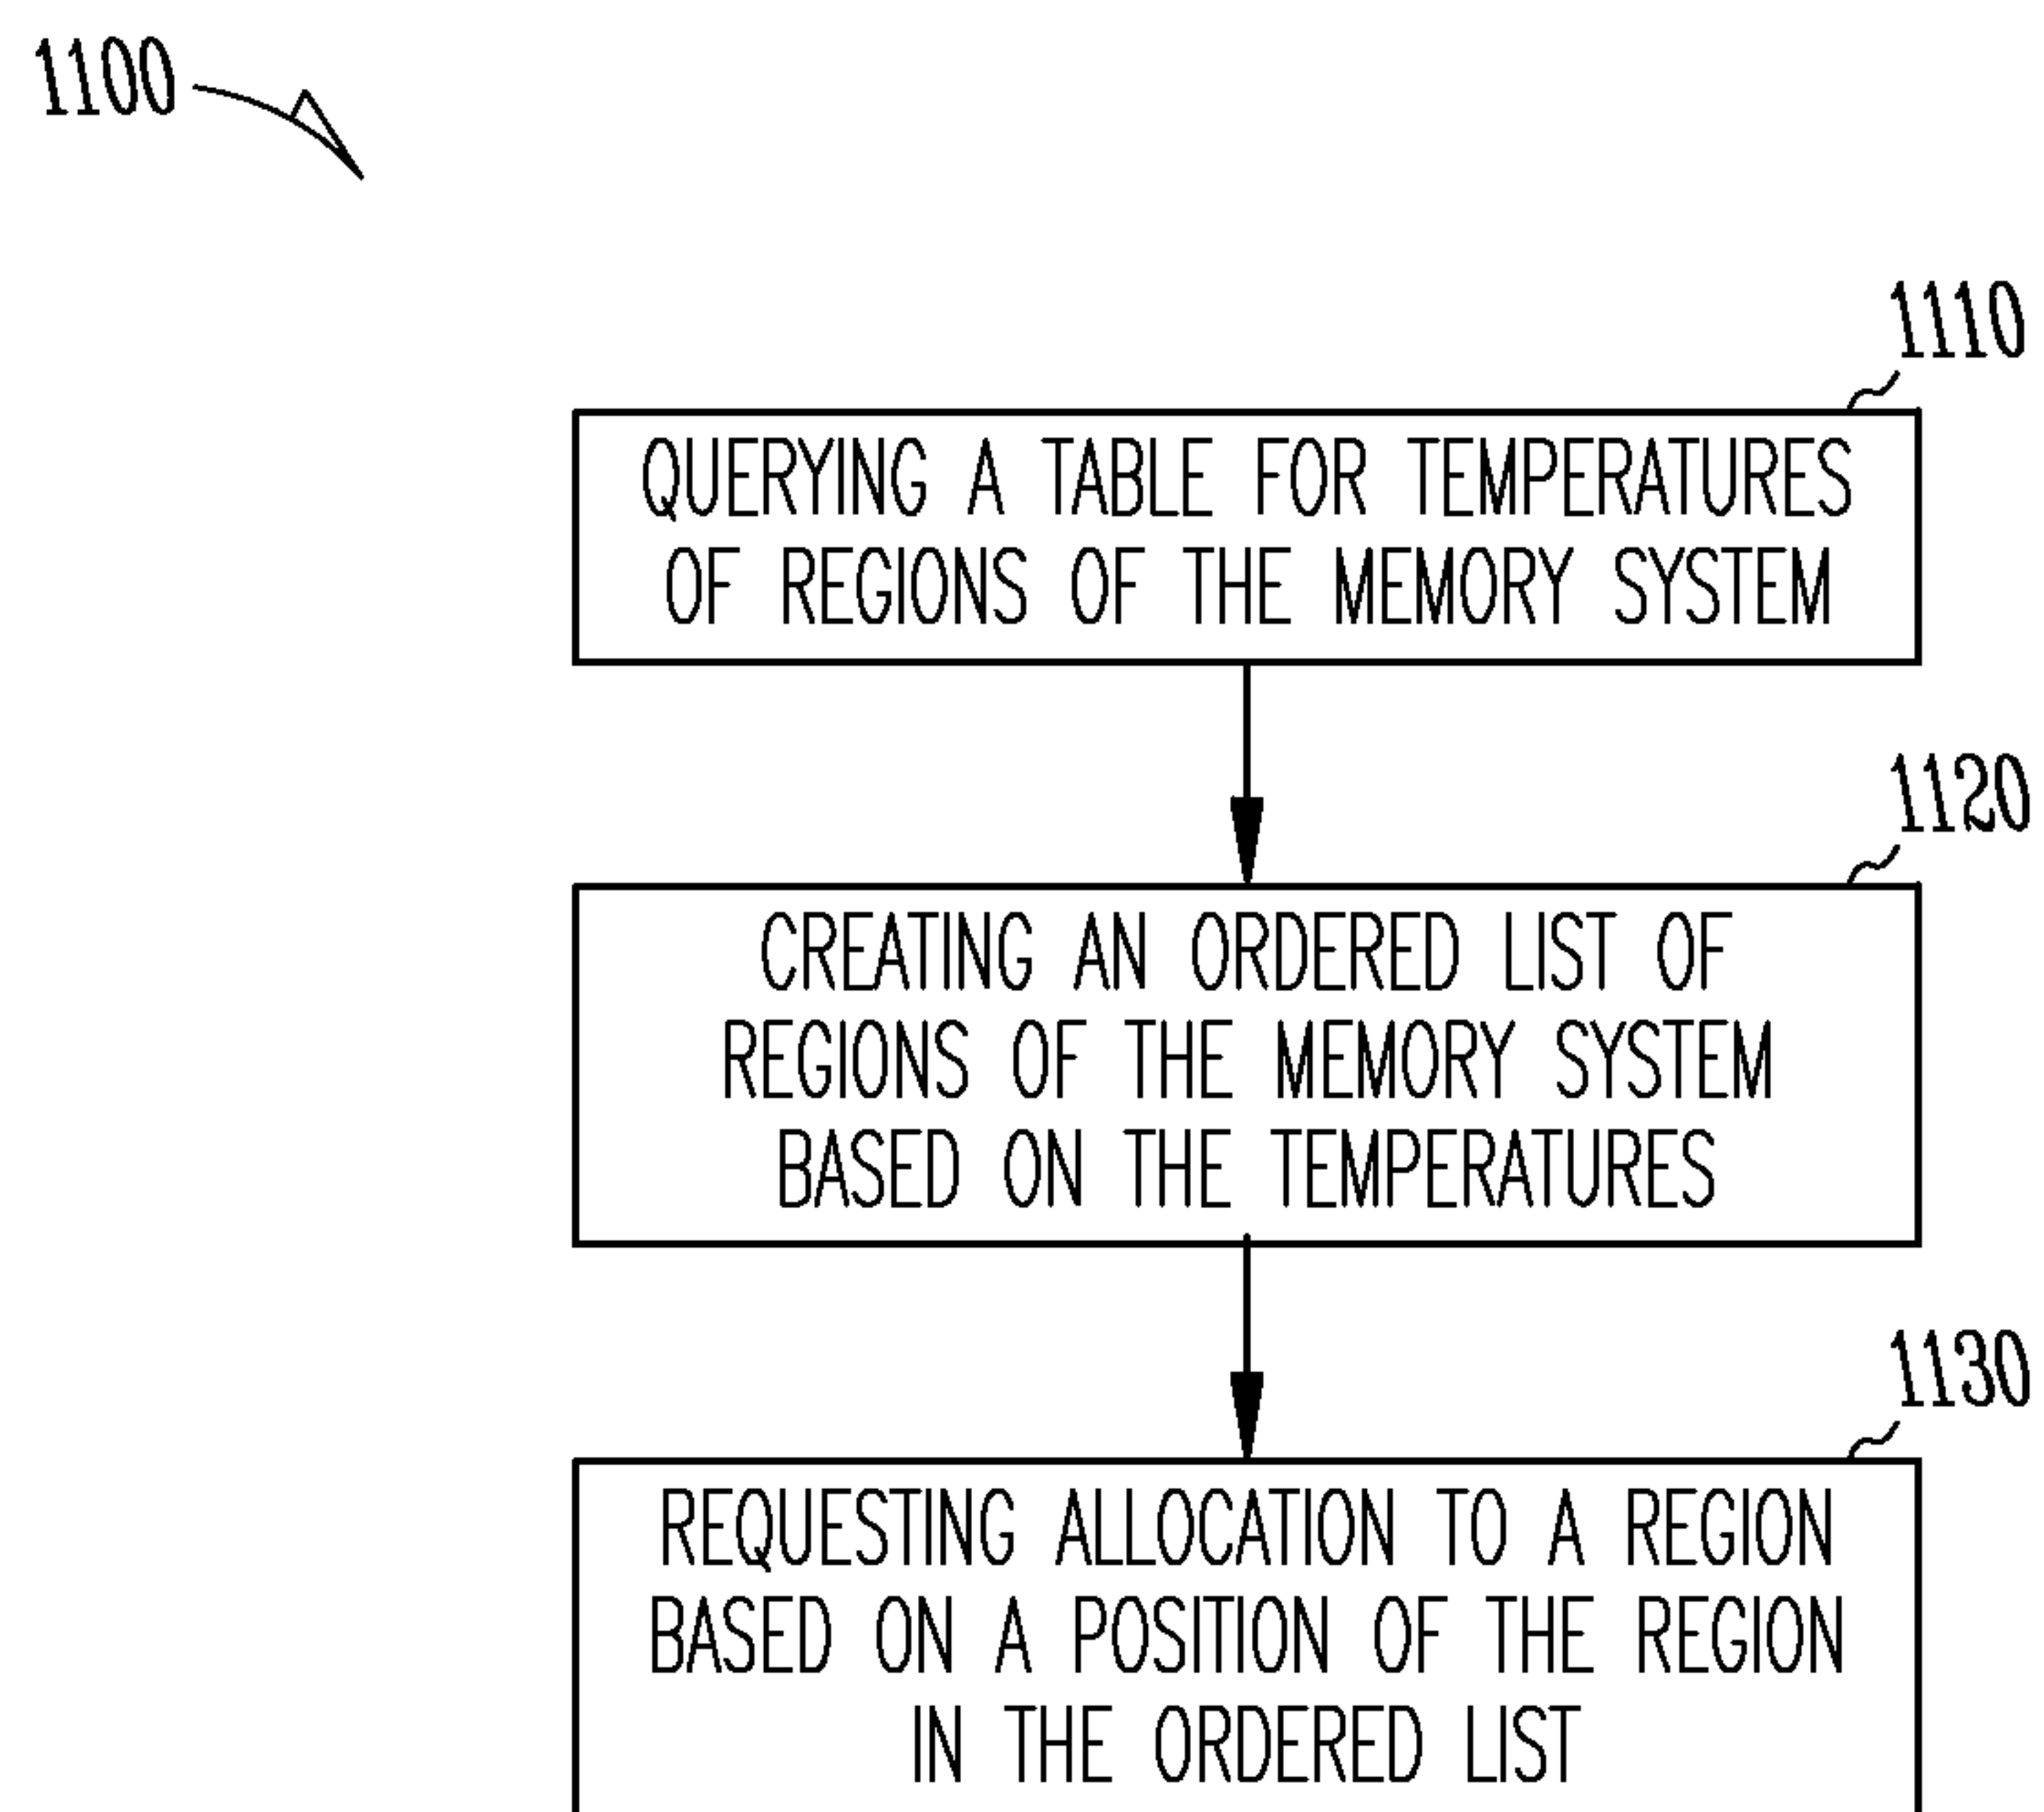 1100
1110
QUERYING A TABLE FOR TEMPERATURES
OF REGIONS OF THE MEMORY SYSTEM
1120
CREATING AN ORDERED LIST OF
REGIONS OF THE MEMORY SYSTEM
BASED ON THE TEMPERATURES
1130
REQUESTING ALLOCATION TO A REGION
BASED ON A POSITION OF THE REGION
IN THE ORDERED LIST